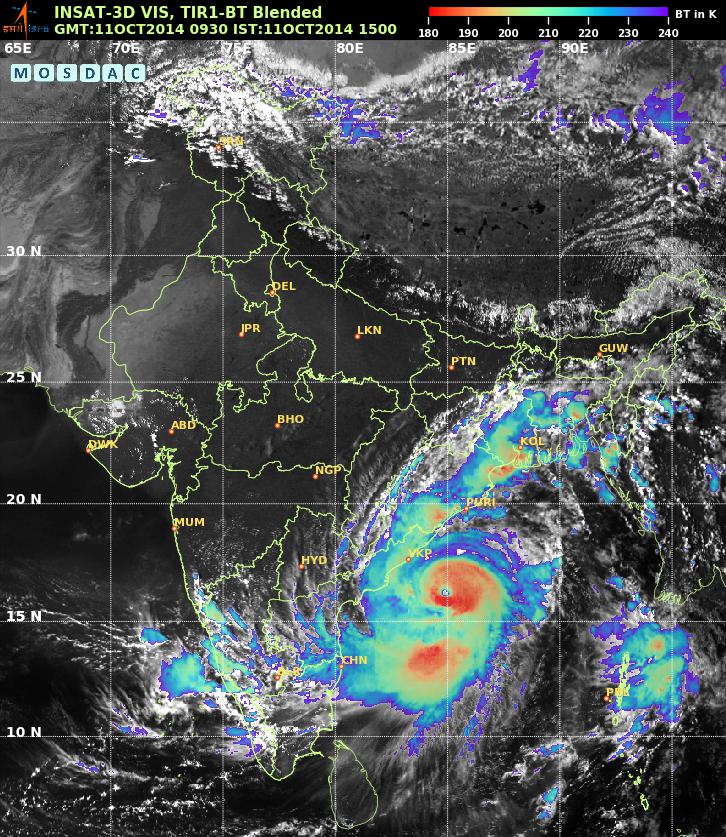 INSAT-3D VIS, TIR1-BT Blended
GMT:11OCT2014 0930 IST:11OCT2014 1500
BT in K
180 190 200 210 220 230 240
65E 70E 75E 80E 85E 90E
MOSDAC
30 N
DEL
JPR
LKN
GUW
PTN
25 N
BHO
ABD
KOL
DWK
NGP
20 N
PURI
MUM
VKP
HYD
15 N
CHN
10 N